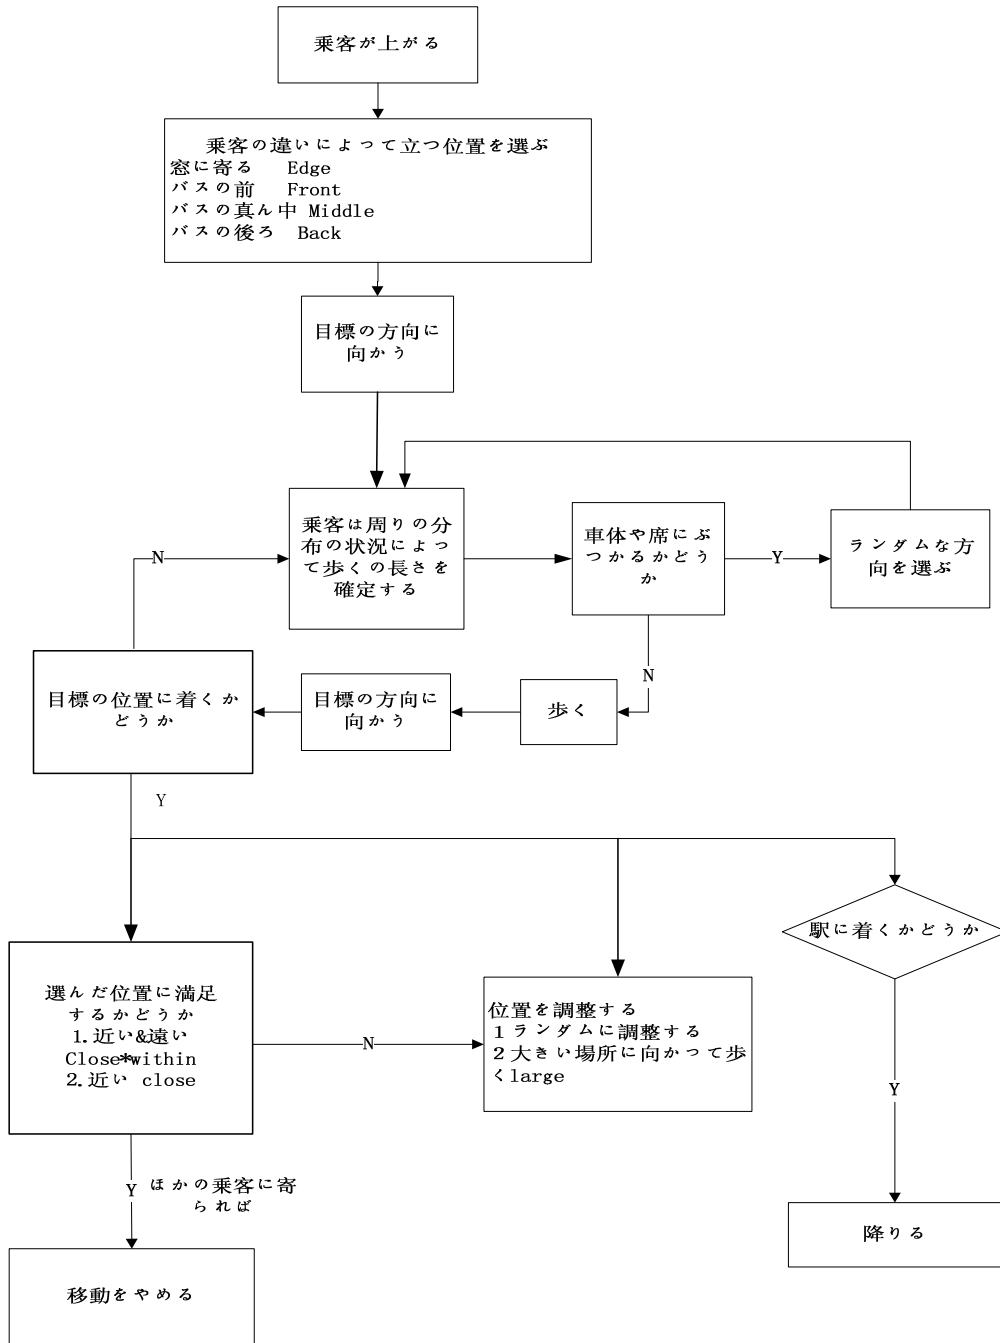 乗客が上がる
乗客の違いによって立つ位置を選ぶ
窓に寄る Edge
バスの前 Front
バスの真ん中 Middle
バスの後ろ Back
目標の方向に
向かう
乗客は周りの分
布の状況によっ
て歩くの長さを
確定する
車体や席にぶ
つかるかどう
か
Y
ランダムな方
向を選ぶ
N
N
目標の位置に着くか
どうか
目標の方向に
向かう
歩く
Y
駅に着くかどうか
選んだ位置に満足
するかどうか
1.近い&遠い
Close*within
2.近い close
N
位置を調整する
1ランダムに調整する
2大きい場所に向かって歩
くlarge
Y
Y
ほかの乗客に寄
られば
降りる
移動をやめる